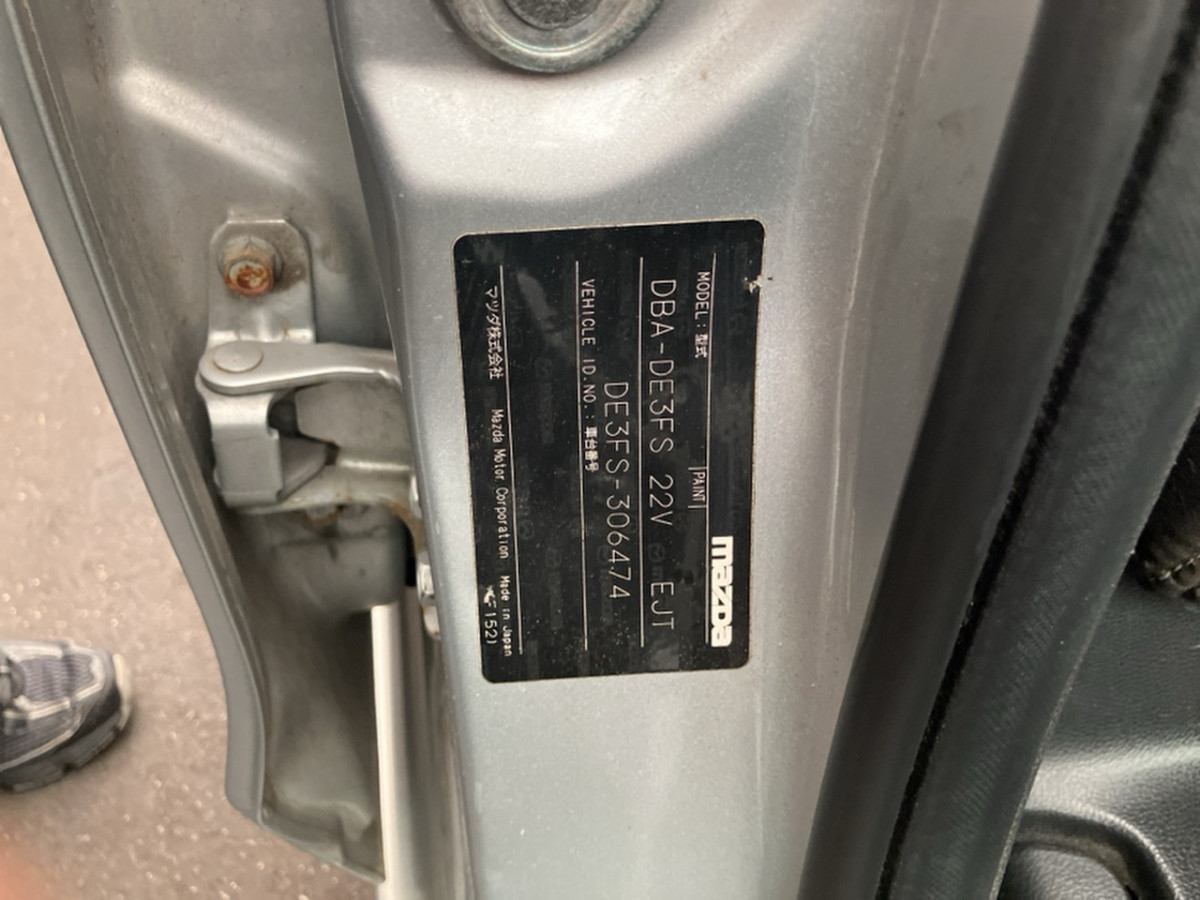 mazda
MODEL: 型式 PAINT
DBA-DE3FS 22V EJT
DE3FS-306474
VEHICLE ID.NO.: 車台番号
マツダ株式会社 Mazda Motor Corporation Made in Japan
152)